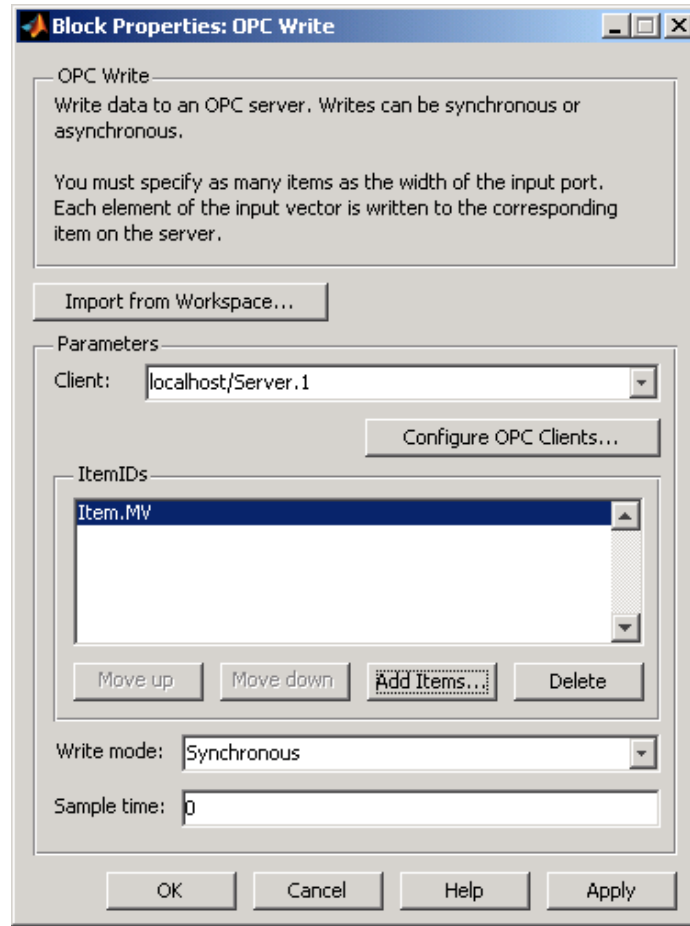 Block Properties: OPC Write
OPC Write
Write data to an OPC server. Writes can be synchronous or
asynchronous.
You must specify as many items as the width of the input port.
Each element of the input vector is written to the corresponding
item on the server.
Import from Workspace...
Parameters
Client: localhost/Server.1
Configure OPC Clients...
ItemIDs
Item.MV
Move up Move down Add Items... Delete
Write mode: Synchronous
Sample time: 0
OK Cancel Help Apply